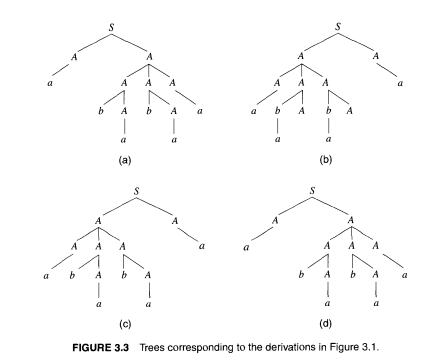 S S
A A A A
a A A A A A A a
b A b A a a b A b A
a a a a
(a) (b)
S S
A A A A
A A A a a A A A
a b A b A b A b A a
a a a a
(c) (d)
FIGURE 3.3 Trees corresponding to the derivations in Figure 3.1.